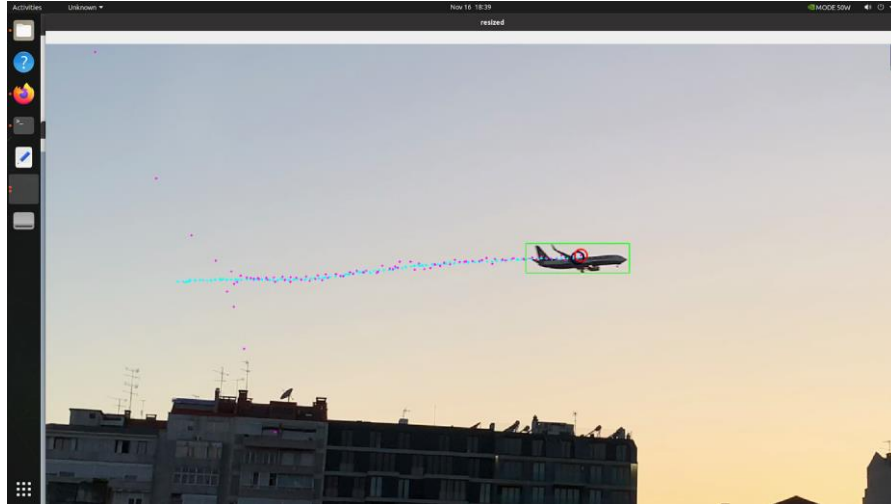 Activities
Unknown
Nov 16 18:39
MODE 50W
resized